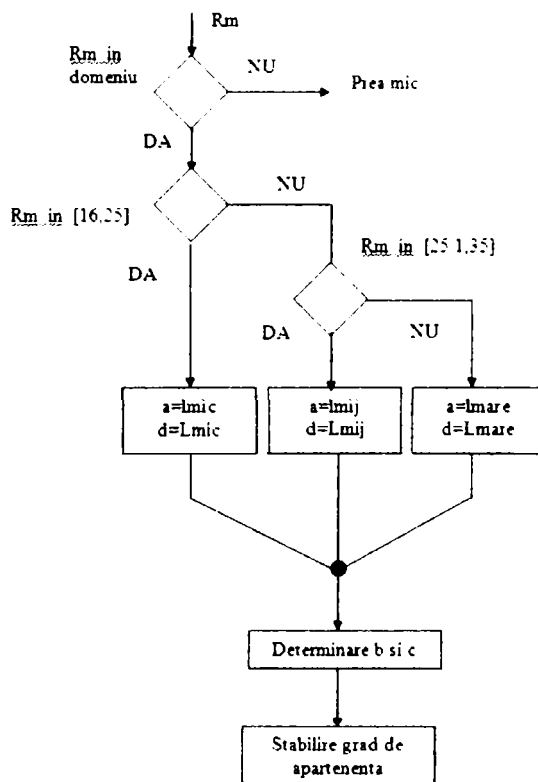 Rm
Rm in
domeniu
NU
Prea mic
DA
Rm in [16,25]
NU
Rm in [25 1,35]
DA
DA
NU
a=lmic
d=Lmic
a=lmij
d=Lmij
a=lmare
d=Lmare
Determinare b si c
Stabilire grad de
apartenenta